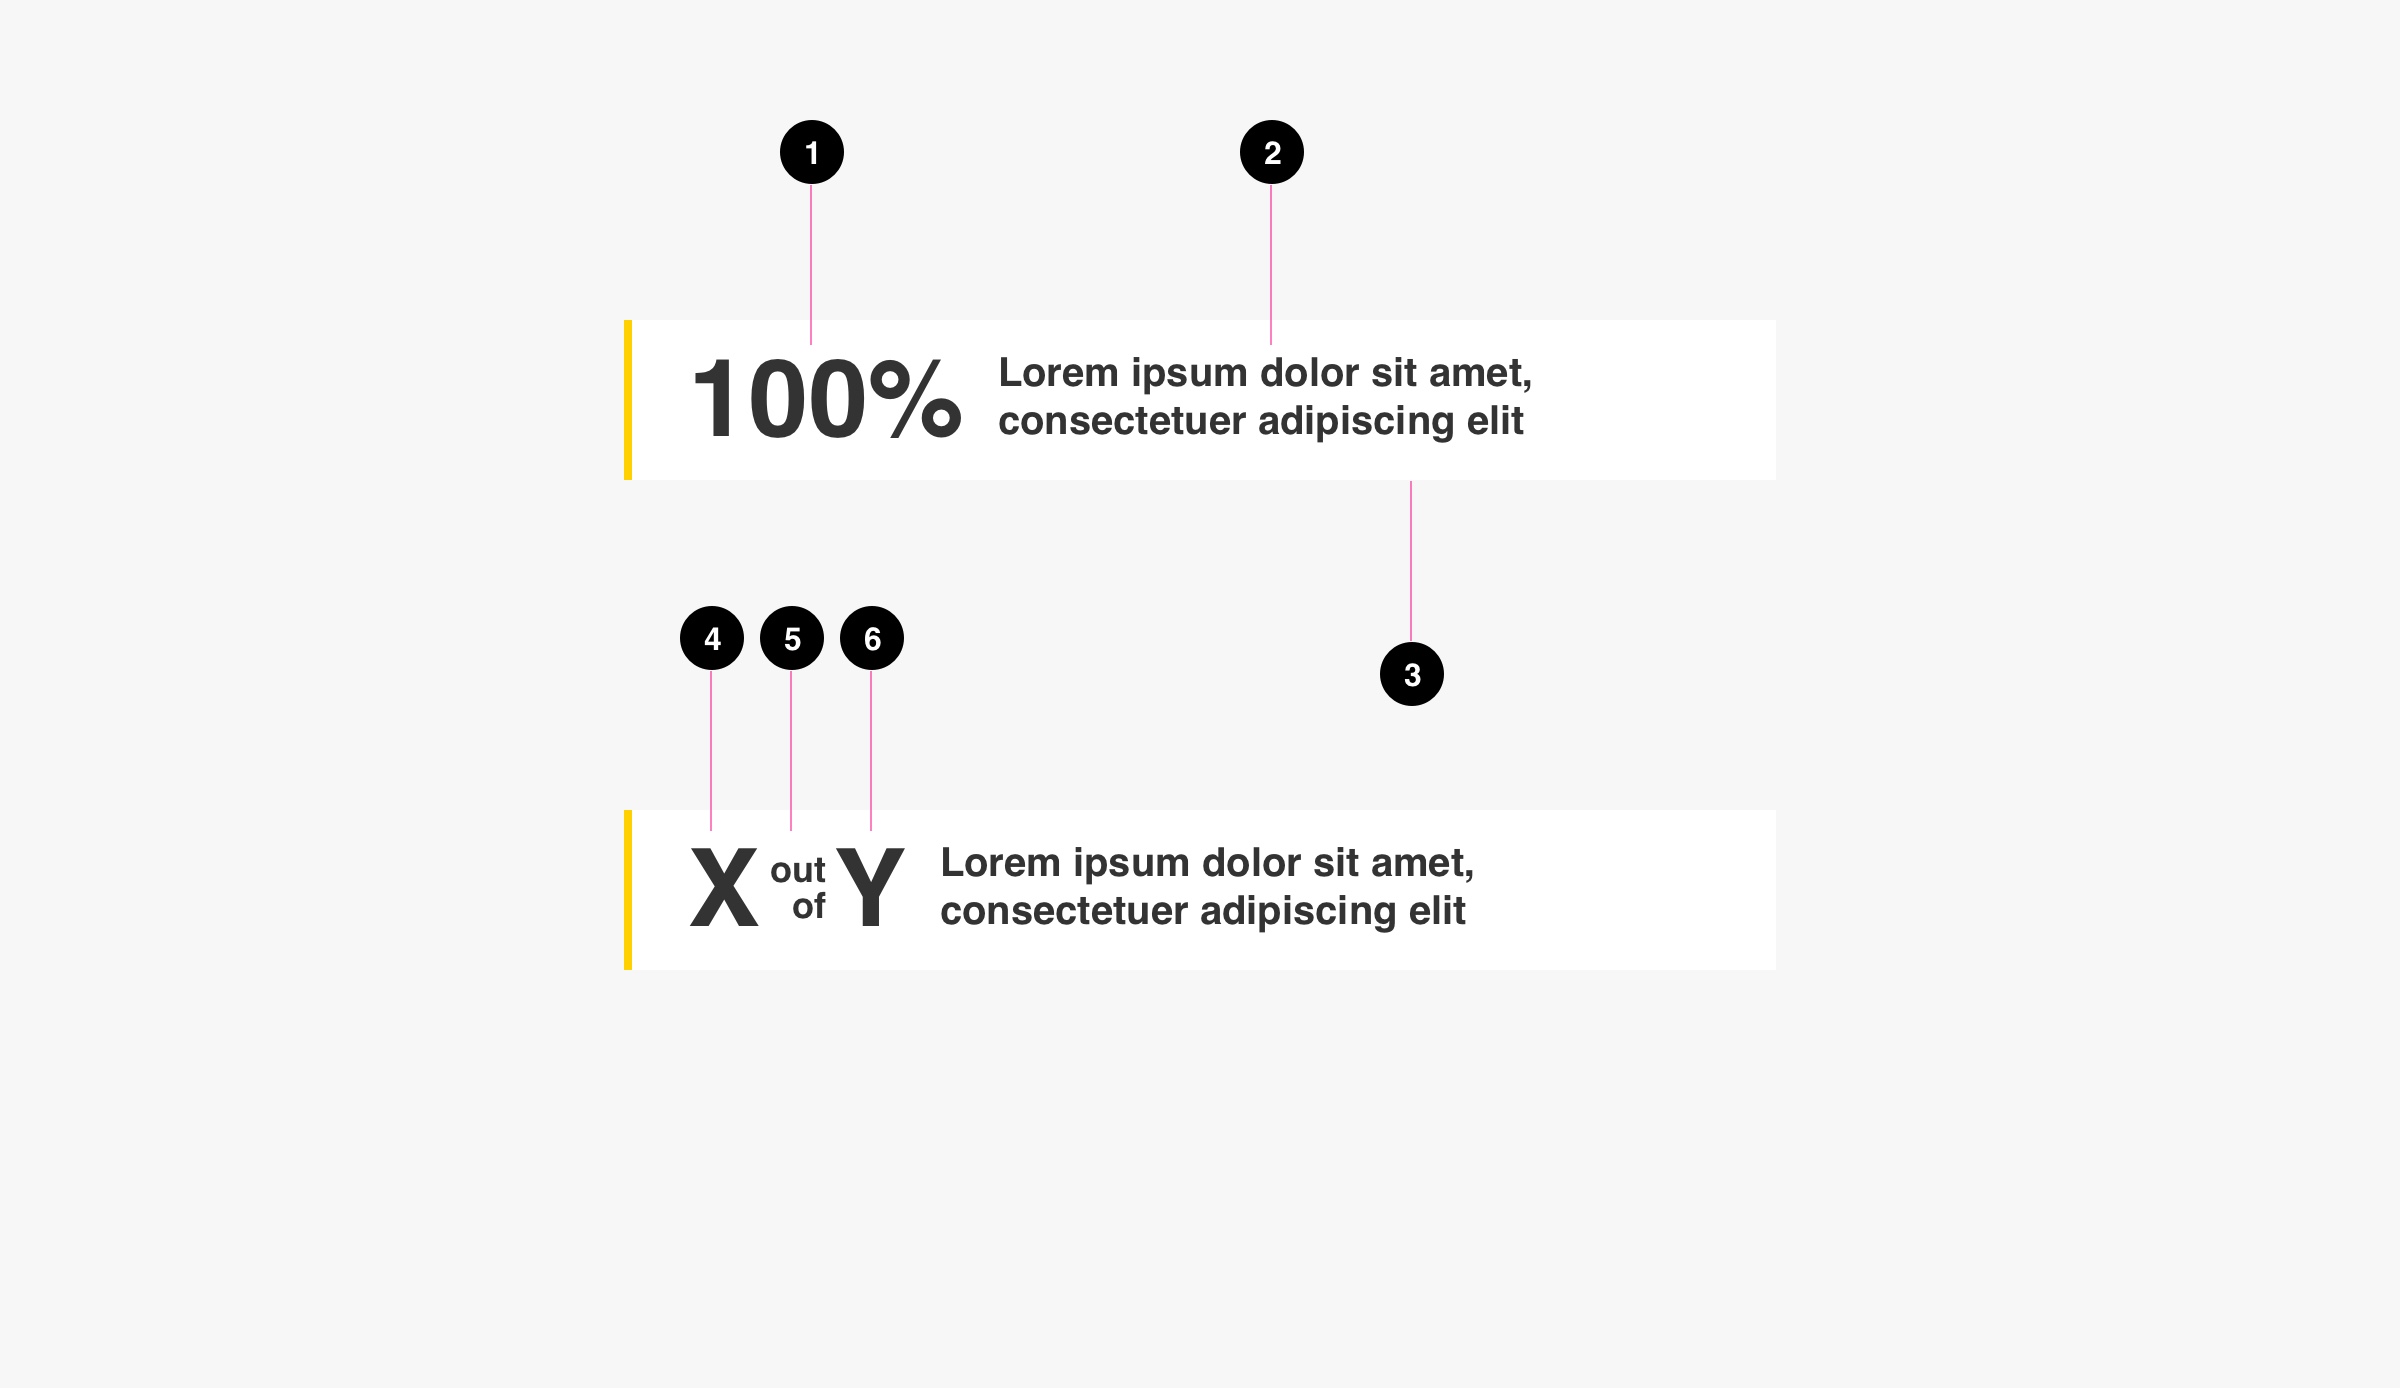 1 2
100% Lorem ipsum dolor sit amet,
consectetuer adipiscing elit
4 5 6
3
X out of Y Lorem ipsum dolor sit amet,
consectetuer adipiscing elit